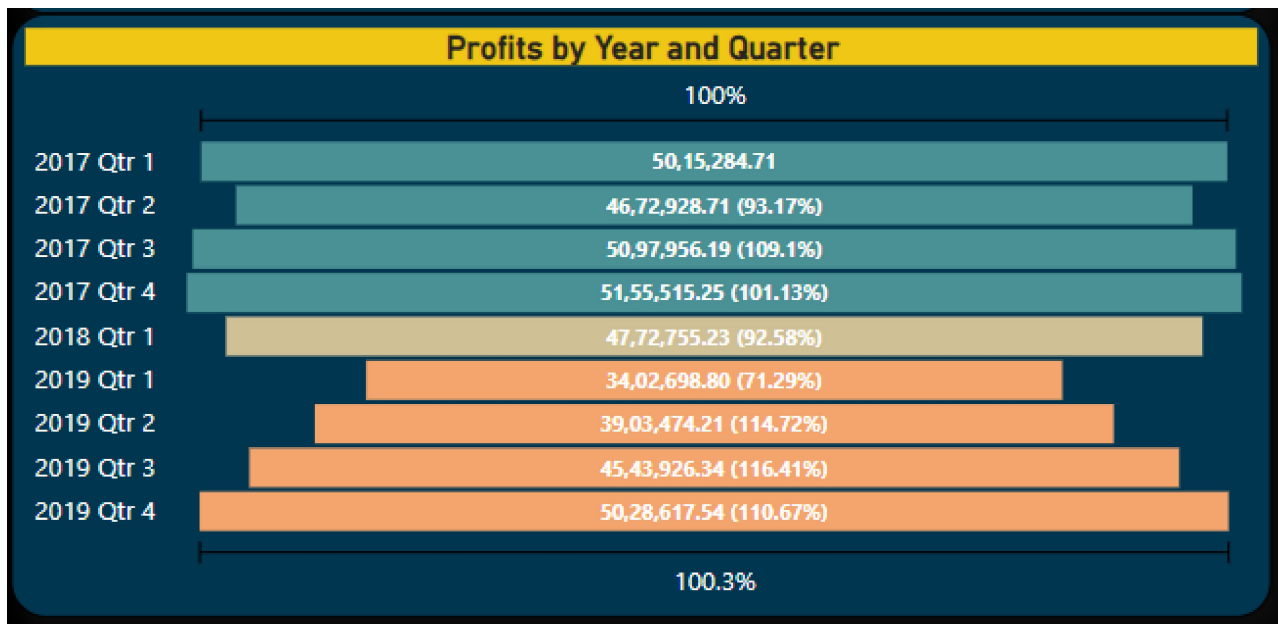 Profits by Year and Quarter
100%
2017 Qtr 1 50,15,284.71
2017 Qtr 2 46,72,928.71 (93.17%)
2017 Qtr 3 50,97,956.19 (109.1%)
2017 Qtr 4 51,55,515.25 (101.13%)
2018 Qtr 1 47,72,755.23 (92.58%)
2019 Qtr 1 34,02,698.80 (71.29%)
2019 Qtr 2 39,03,474.21 (114.72%)
2019 Qtr 3 45,43,926.34 (116.41%)
2019 Qtr 4 50,28,617.54 (110.67%)
100.3%